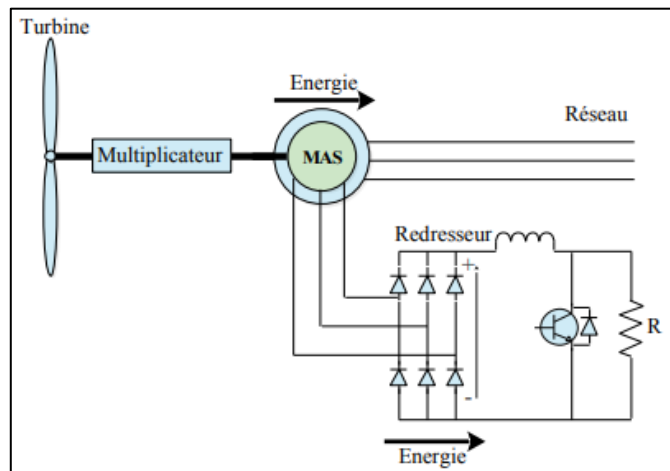 Turbine
Energie
Réseau
Multiplicateur
MAS
Redresseur
+
R
-
Energie